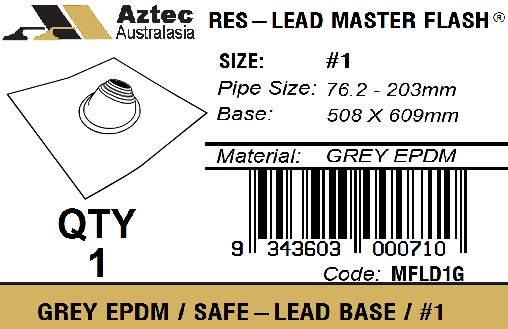 Aztec
Australasia
RES–LEAD MASTER FLASH®
SIZE: #1
Pipe Size: 76.2 - 203mm
Base: 508 X 609mm
Material: GREY EPDM
QTY
1
9 343603 000710
Code: MFLD1G
GREY EPDM / SAFE–LEAD BASE / #1